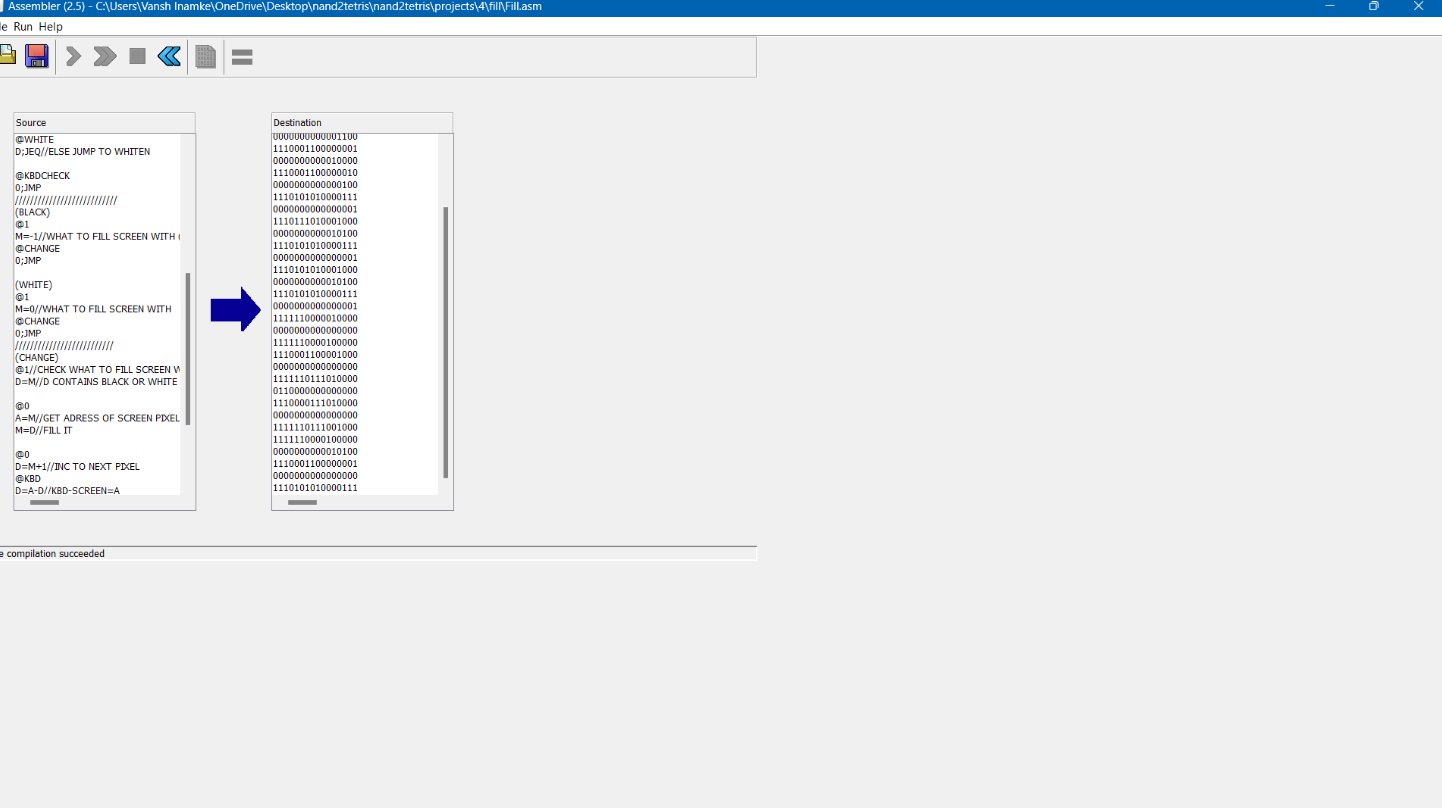 Assembler (2.5) - C:\Users\Vansh Inamke\OneDrive\Desktop\nand2tetris\nand2tetris\projects\4\fill\Fill.asm
le Run Help
Source
@WHITE
D;JEQ//ELSE JUMP TO WHITEN
@KBDCHECK
0;JMP
///////////////////////////
(BLACK)
@1
M=-1//WHAT TO FILL SCREEN WITH (
@CHANGE
0;JMP
(WHITE)
@1
M=0//WHAT TO FILL SCREEN WITH
@CHANGE
0;JMP
//////////////////////////
(CHANGE)
@1//CHECK WHAT TO FILL SCREEN W
D=M//D CONTAINS BLACK OR WHITE
@0
A=M//GET ADRESS OF SCREEN PIXEL
M=D//FILL IT
@0
D=M+1//INC TO NEXT PIXEL
@KBD
D=A-D//KBD-SCREEN=A
Destination
0000000000001100
1110001100000001
0000000000010000
1110001100000010
0000000000000100
1110101010000111
0000000000000001
1110111010001000
0000000000010100
1110101010000111
0000000000000001
1110101010001000
0000000000010100
1110101010000111
0000000000000001
1111110000010000
0000000000000000
1111110000100000
1110001100001000
0000000000000000
1111110111010000
0110000000000000
1110000111010000
0000000000000000
1111110111001000
1111110000100000
0000000000010100
1110001100000001
0000000000000000
1110101010000111
e compilation succeeded